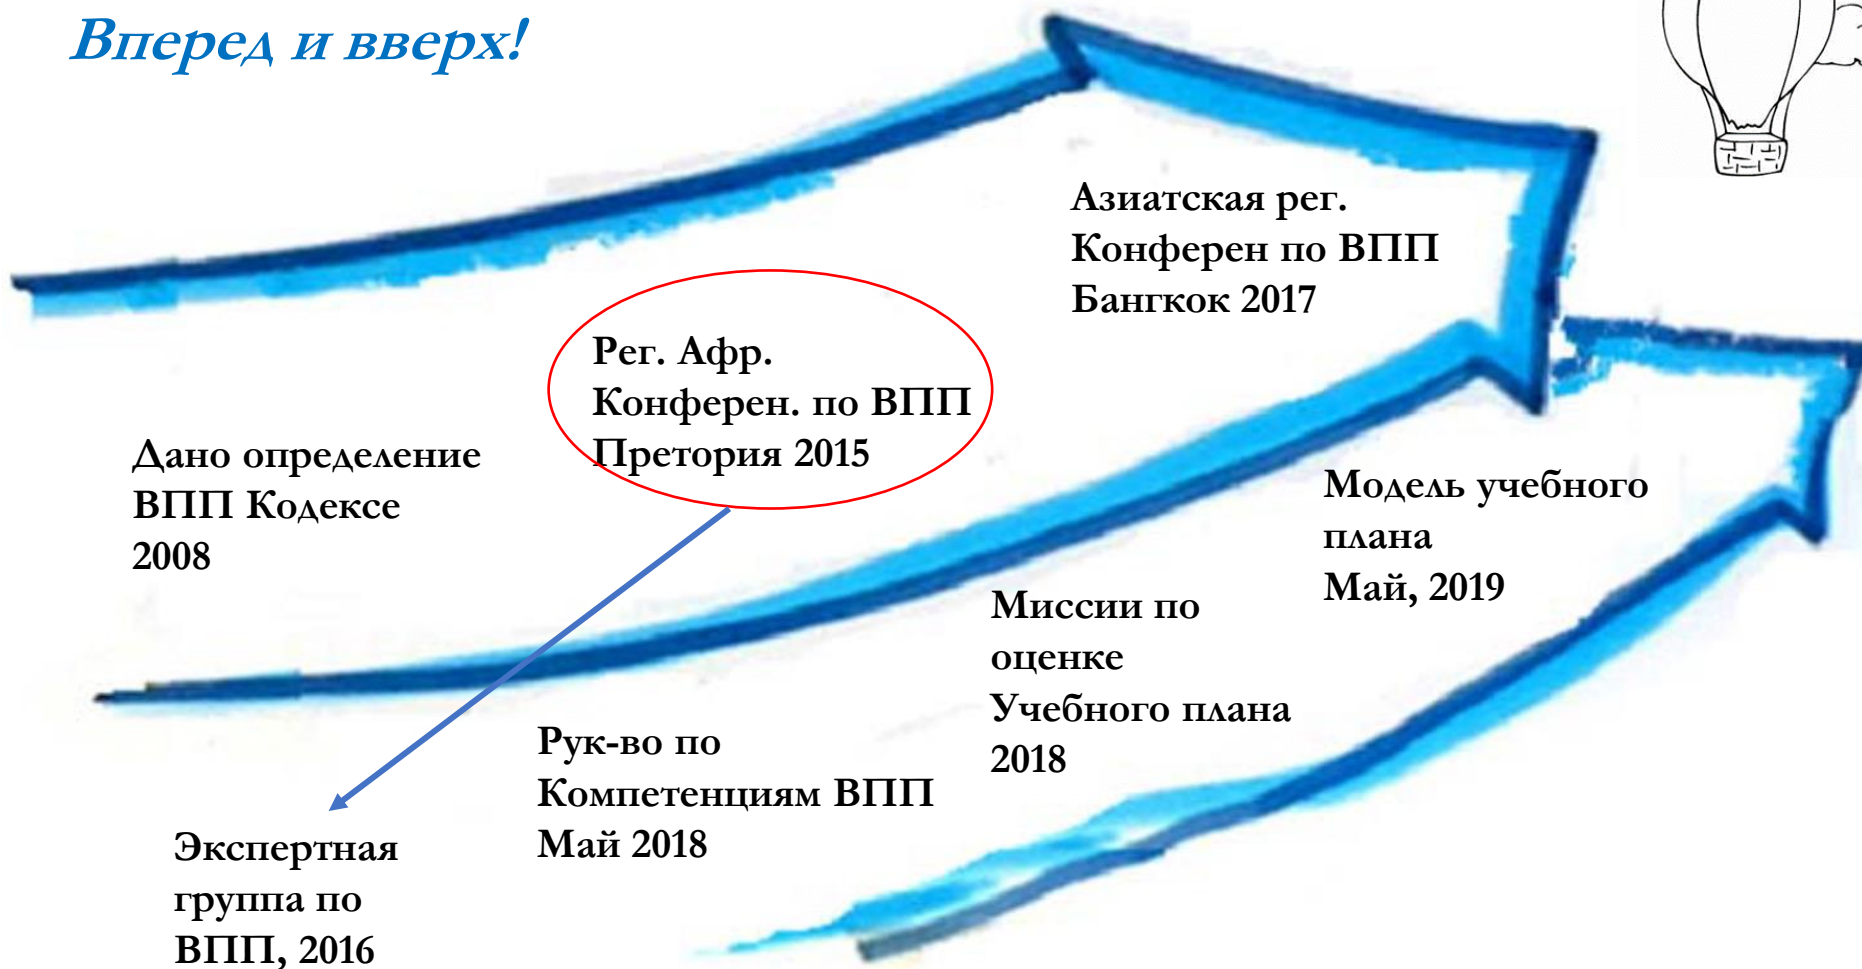 Вперед и вверх!
Азиатская рег.
Конферен по ВПП
Бангкок 2017
Рег. Афр.
Конферен. по ВПП
Претория 2015
Дано определение
ВПП Кодексе
2008
Модель учебного
плана
Май, 2019
Миссии по
оценке
Учебного плана
2018
Рук-во по
Компетенциям ВПП
Май 2018
Экспертная
группа по
ВПП, 2016